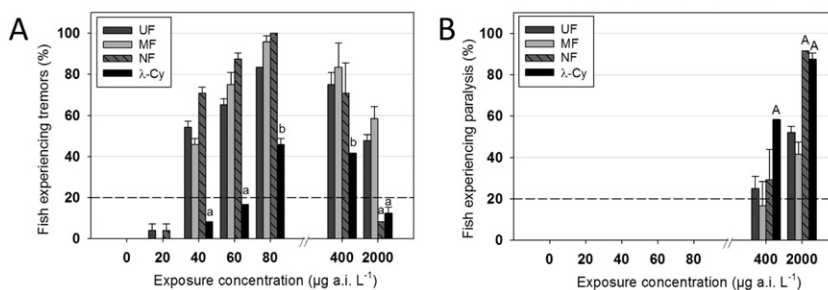 A
UF
MF
NF
λ-Cy
Fish experiencing tremors (%)
100
80
60
40
20
0
a
a
b
b
a
a
0 20 40 60 80 400 2000
Exposure concentration (µg a.i. L-1)
B
UF
MF
NF
λ-Cy
Fish experiencing paralysis (%)
100
80
60
40
20
0
A
A
A
0 20 40 60 80 400 2000
Exposure concentration (µg a.i. L-1)